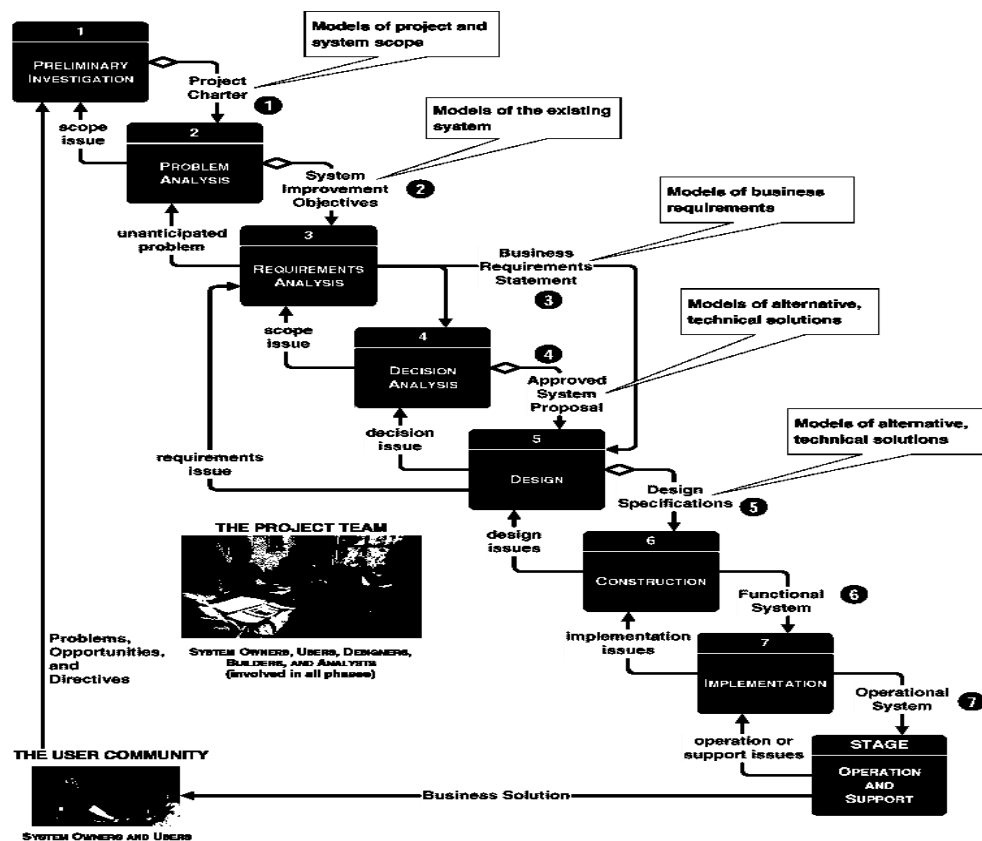 1
PRELIMINARY
INVESTIGATION
Models of project and
system scope
Project
Charter
1
scope
issue
2
PROBLEM
ANALYSIS
Models of the existing
system
System
Improvement
Objectives
2
unanticipated
problem
3
REQUIREMENTS
ANALYSIS
Models of business
requirements
Business
Requirements
Statement
3
scope
issue
4
DECISION
ANALYSIS
Models of alternative,
technical solutions
4
Approved
System
Proposal
decision
issue
requirements
issue
5
DESIGN
Models of alternative,
technical solutions
Design
Specifications
5
design
issues
6
CONSTRUCTION
Functional
System
6
implementation
issues
7
IMPLEMENTATION
Operational
System
7
operation or
support issues
STAGE
OPERATION
AND
SUPPORT
THE PROJECT TEAM
SYSTEM OWNERS, USERS, DESIGNERS,
BUILDERS, AND ANALYSTS
(involved in all phases)
Problems,
Opportunities,
and
Directives
THE USER COMMUNITY
Business Solution
SYSTEM OWNERS AND USERS